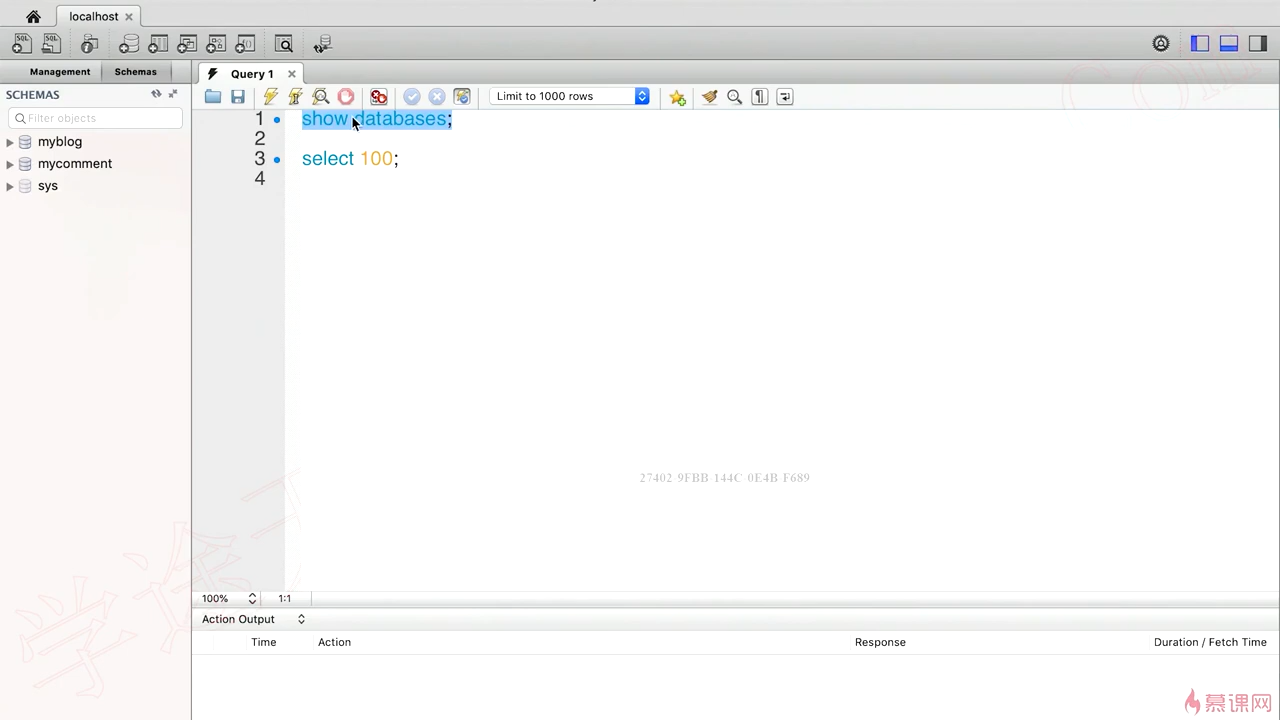 localhost
Management Schemas
Query 1
SCHEMAS
Filter objects
myblog
mycomment
sys
Limit to 1000 rows
1 show databases;
2
3 select 100;
4
27402 9FBB 144C 0E4B F689
100% 1:1
Action Output
Time Action Response Duration / Fetch Time
慕课网